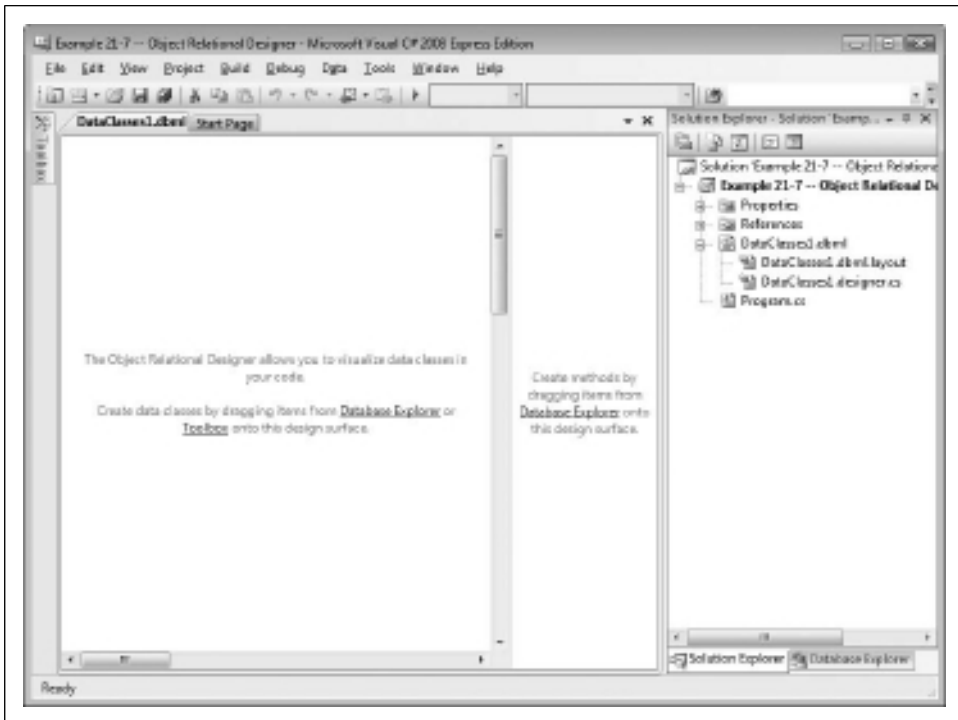 Example 21-7 -- Object Relational Designer - Microsoft Visual C# 2008 Express Edition
File Edit View Project Build Debug Data Tools Window Help
DataClasses1.dbml Start Page
Toolbox
The Object Relational Designer allows you to visualize data classes in
your code.
Create data classes by dragging items from Database Explorer or
Toolbox onto this design surface.
Create methods by
dragging items from
Database Explorer onto
this design surface.
Solution Explorer - Solution 'Examp...
Solution 'Example 21-7 -- Object Relatione
Example 21-7 -- Object Relational De
Properties
References
DataClasses1.dbml
DataClasses1.dbml.layout
DataClasses1.designer.cs
Program.cs
Solution Explorer Database Explorer
Ready